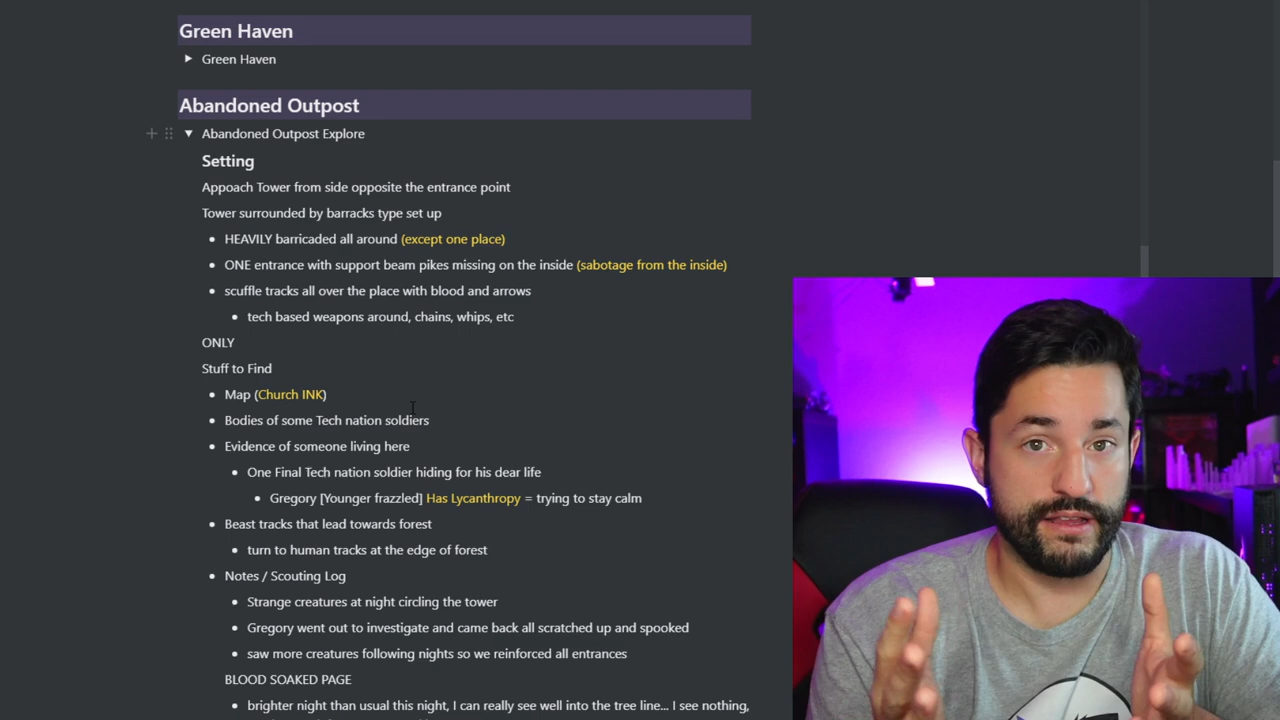 Green Haven
Green Haven
Abandoned Outpost
Abandoned Outpost Explore
Setting
Appoach Tower from side opposite the entrance point
Tower surrounded by barracks type set up
HEAVILY barricaded all around (except one place)
ONE entrance with support beam pikes missing on the inside (sabotage from the inside)
scuffle tracks all over the place with blood and arrows
tech based weapons around, chains, whips, etc
ONLY
Stuff to Find
Map (Church INK)
Bodies of some Tech nation soldiers
Evidence of someone living here
One Final Tech nation soldier hiding for his dear life
Gregory [Younger frazzled] Has Lycanthropy = trying to stay calm
Beast tracks that lead towards forest
turn to human tracks at the edge of forest
Notes / Scouting Log
Strange creatures at night circling the tower
Gregory went out to investigate and came back all scratched up and spooked
saw more creatures following nights so we reinforced all entrances
BLOOD SOAKED PAGE
brighter night than usual this night, I can really see well into the tree line... I see nothing,